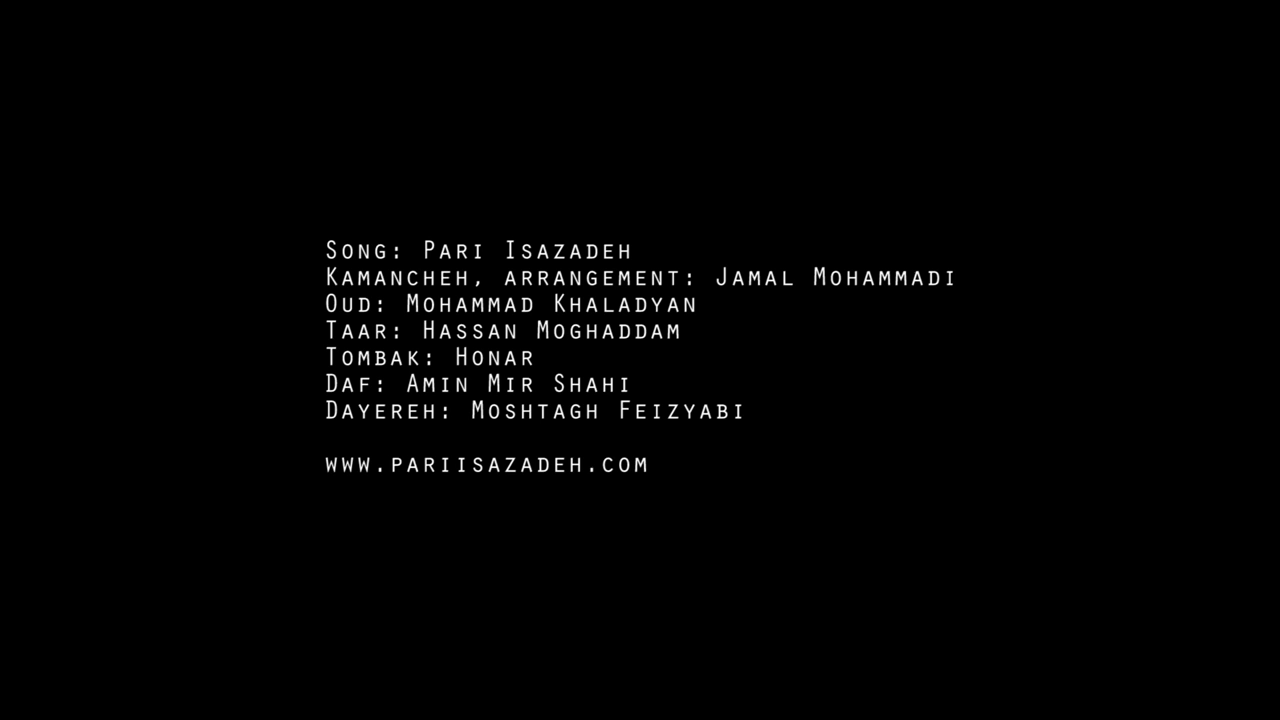 Song: Pari Isazadeh
Kamancheh, arrangement: Jamal Mohammadi
Oud: Mohammad Khaladyan
Taar: Hassan Moghaddam
Tombak: Honar
Daf: Amin Mir Shahi
Dayereh: Moshtagh Feizyabi
www.pariisazadeh.com